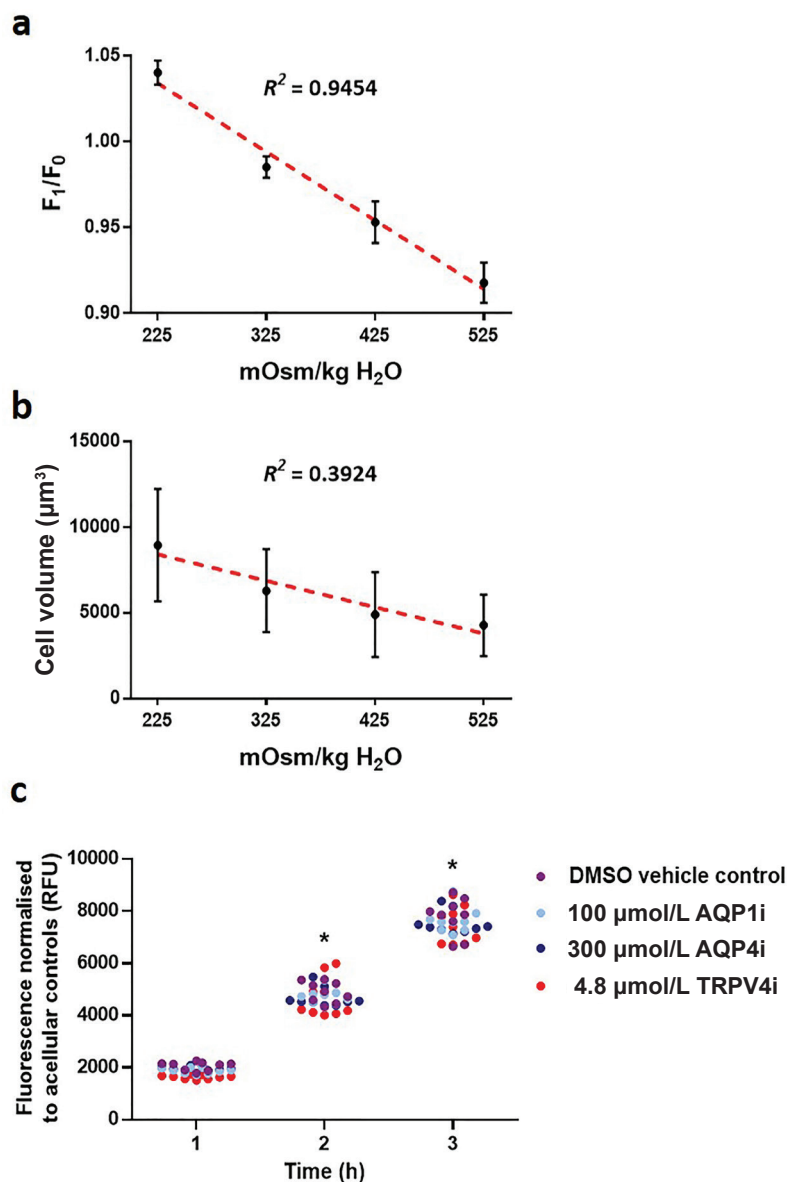 a
1.05
1.00
0.95
0.90
F₁/F₀
R² = 0.9454
225 325 425 525
mOsm/kg H₂O
b
15000
10000
5000
0
Cell volume (µm³)
R² = 0.3924
225 325 425 525
mOsm/kg H₂O
c
10000
8000
6000
4000
2000
0
Fluorescence normalised
to acellular controls (RFU)
*
*
1 2 3
Time (h)
DMSO vehicle control
100 µmol/L AQP1i
300 µmol/L AQP4i
4.8 µmol/L TRPV4i